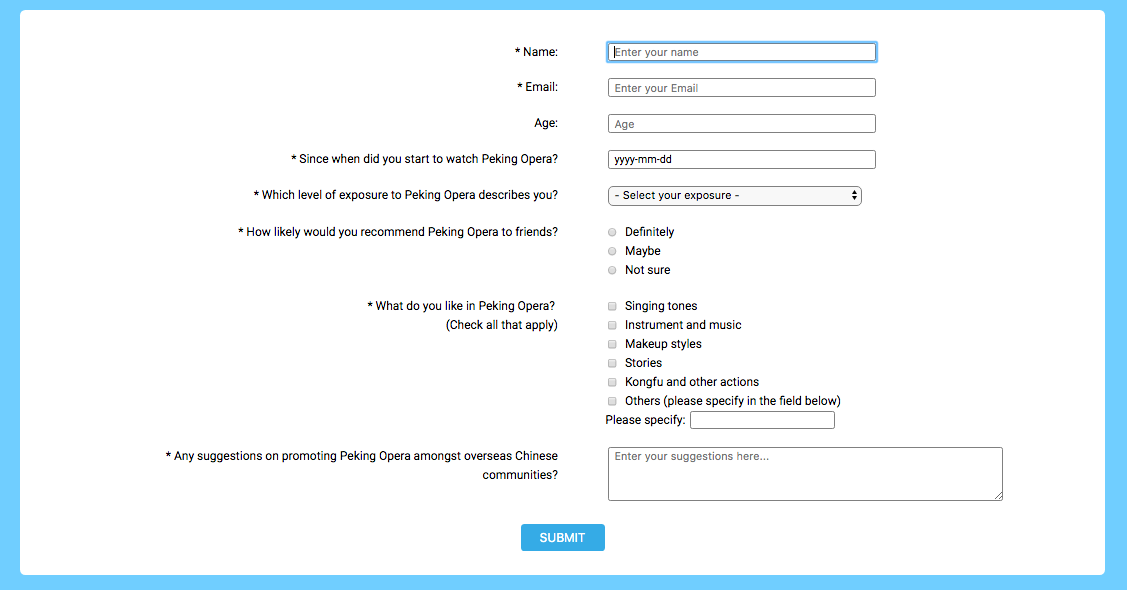 * Name: Enter your name
* Email: Enter your Email
Age: Age
* Since when did you start to watch Peking Opera? yyyy-mm-dd
* Which level of exposure to Peking Opera describes you? - Select your exposure -
* How likely would you recommend Peking Opera to friends? Definitely
Maybe
Not sure
* What do you like in Peking Opera? Singing tones
(Check all that apply) Instrument and music
Makeup styles
Stories
Kongfu and other actions
Others (please specify in the field below)
Please specify:
* Any suggestions on promoting Peking Opera amongst overseas Chinese Enter your suggestions here...
communities?
SUBMIT